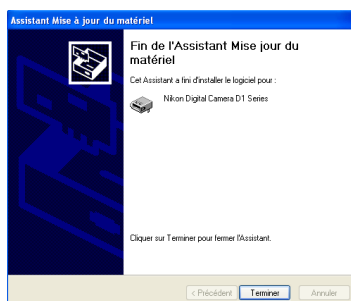 Assistant Mise à jour du matériel
Fin de l'Assistant Mise jour du
matériel
Cet Assistant a fini d'installer le logiciel pour :
Nikon Digital Camera D1 Series
Cliquer sur Terminer pour fermer l'Assistant.
< Précédent Terminer Annuler